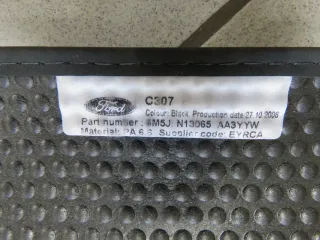 Ford
C307
Colour: Black Production date 27.10.2006
Part number : 4M5J N13065 AA3YYW
Material: PA 6.6 Supplier code: EYRCA